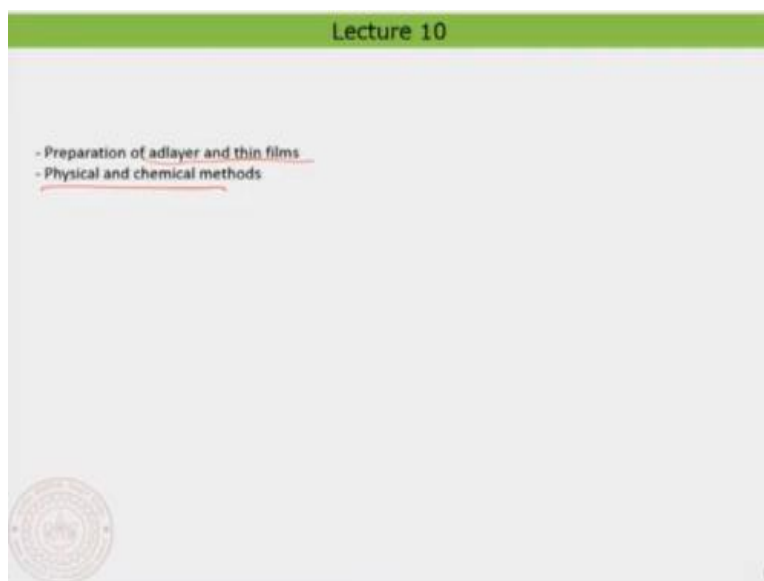 Lecture 10
- Preparation of adlayer and thin films
- Physical and chemical methods